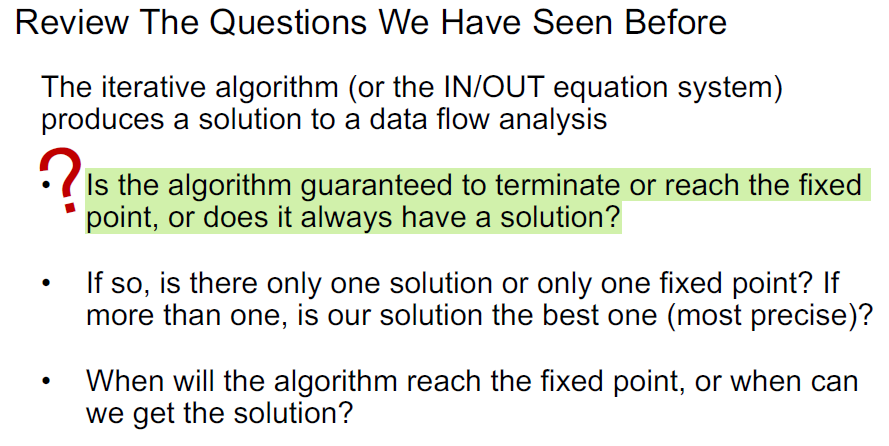 Review The Questions We Have Seen Before
The iterative algorithm (or the IN/OUT equation system)
produces a solution to a data flow analysis
• ? Is the algorithm guaranteed to terminate or reach the fixed
point, or does it always have a solution?
• If so, is there only one solution or only one fixed point? If
more than one, is our solution the best one (most precise)?
• When will the algorithm reach the fixed point, or when can
we get the solution?